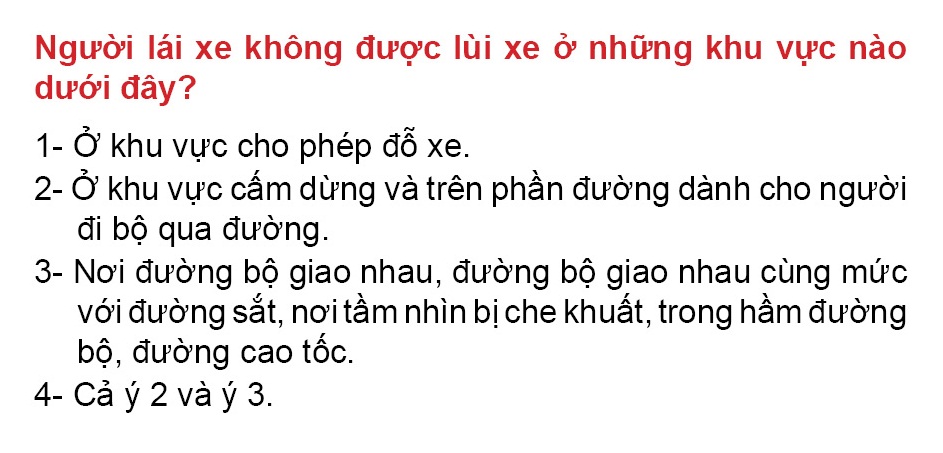 Người lái xe không được lùi xe ở những khu vực nào
dưới đây?
1- Ở khu vực cho phép đỗ xe.
2- Ở khu vực cấm dừng và trên phần đường dành cho người
đi bộ qua đường.
3- Nơi đường bộ giao nhau, đường bộ giao nhau cùng mức
với đường sắt, nơi tầm nhìn bị che khuất, trong hầm đường
bộ, đường cao tốc.
4- Cả ý 2 và ý 3.